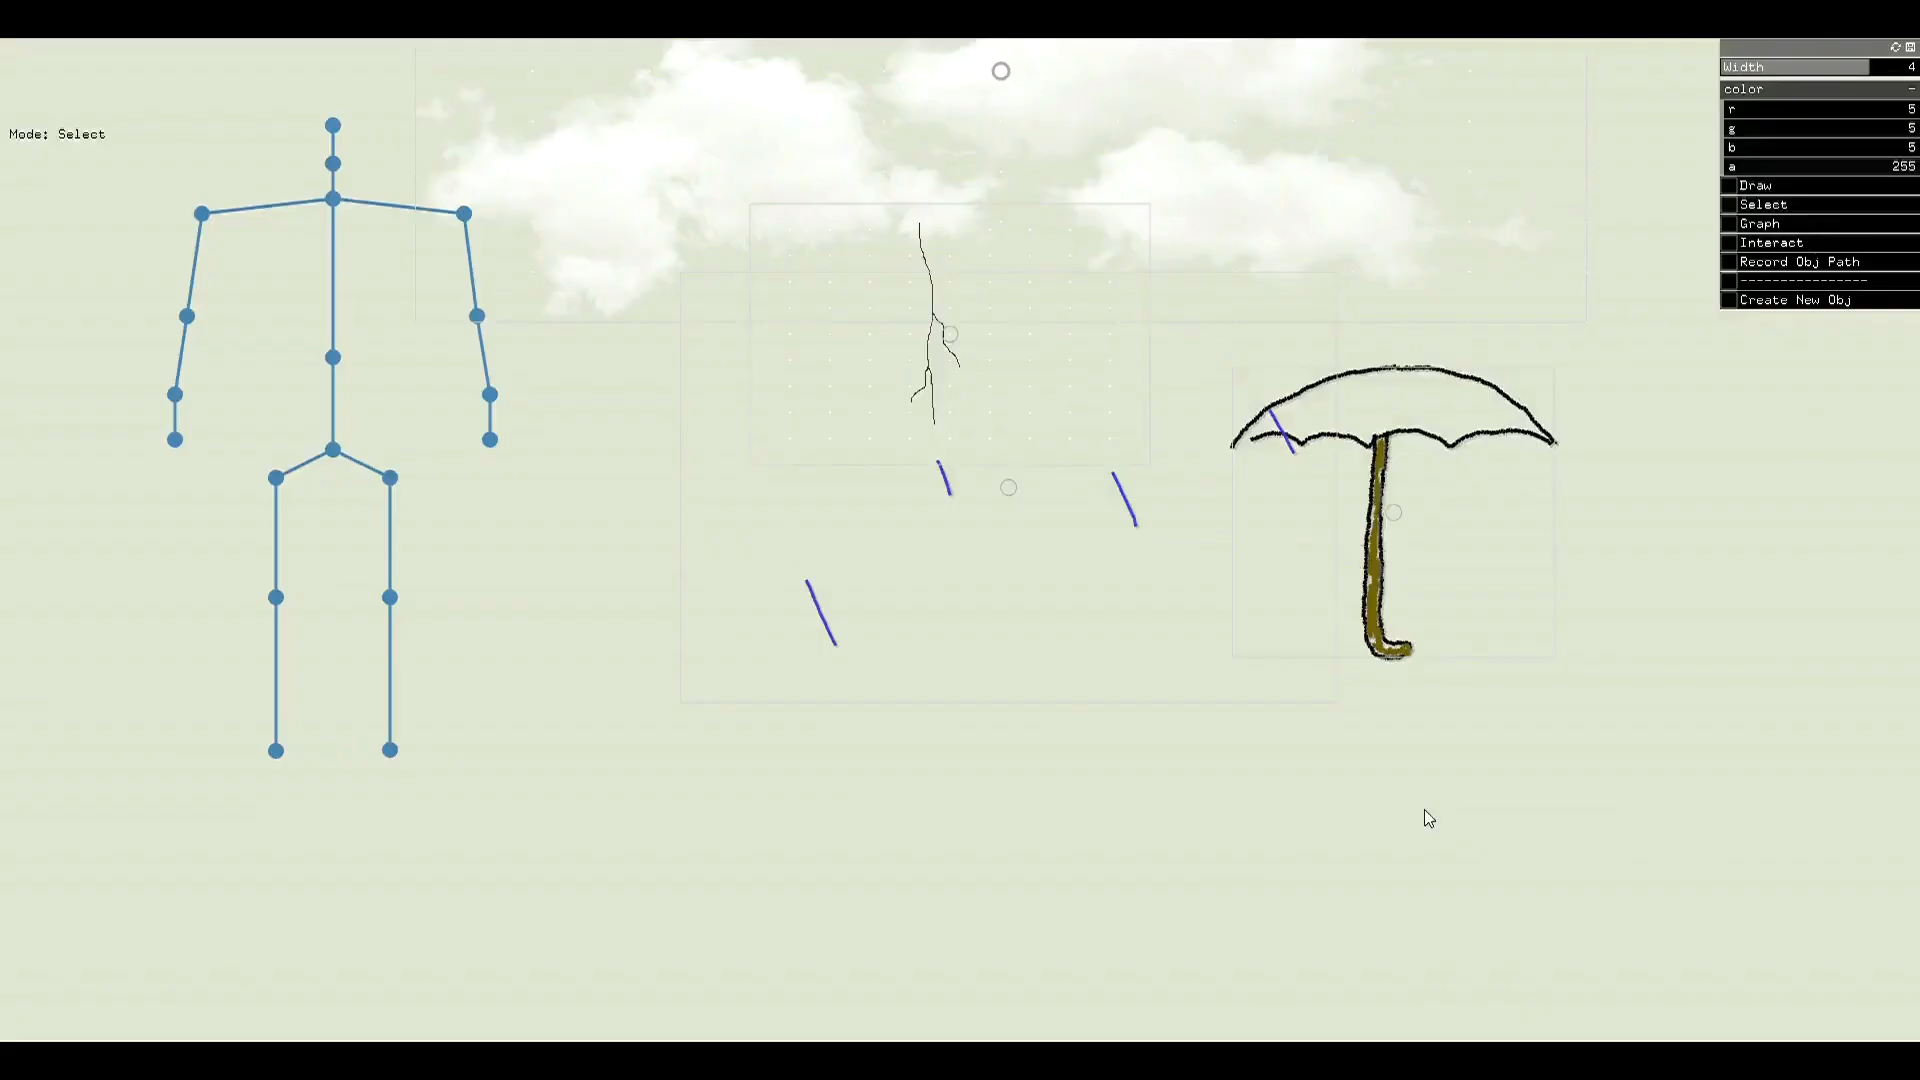 Mode: Select
Width 4
color -
r 5
g 5
b 5
a 255
Draw
Select
Graph
Interact
Record Obj Path
----------------
Create New Obj